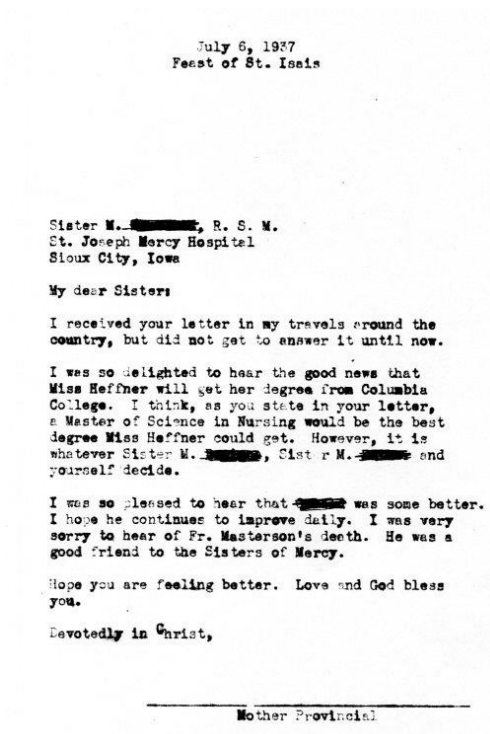 July 6, 1937
Feast of St. Isais
Sister M. , R. S. M.
St. Joseph Mercy Hospital
Sioux City, Iowa
My dear Sister:
I received your letter in my travels around the
country, but did not get to answer it until now.
I was so delighted to hear the good news that
Miss Heffner will get her degree from Columbia
College. I think, as you state in your letter,
a Master of Science in Nursing would be the best
degree Miss Heffner could get. However, it is
whatever Sister M. , Sister M. and
yourself decide.
I was so pleased to hear that was some better.
I hope he continues to improve daily. I was very
sorry to hear of Fr. Masterson's death. He was a
good friend to the Sisters of Mercy.
Hope you are feeling better. Love and God bless
you.
Devotedly in Christ,
Mother Provincial